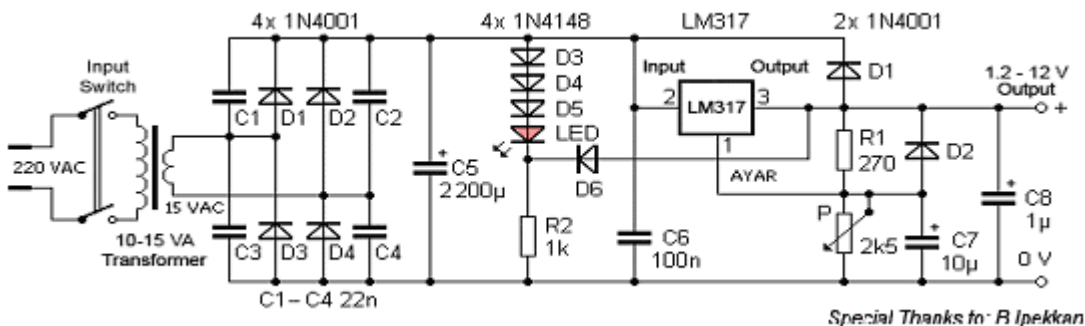 4x 1N4001
4x 1N4148
LM317
2x 1N4001
Input
Switch
220 VAC
15 VAC
10-15 VA
Transformer
C1
D1
D2
C2
C3
D3
D4
C4
C1 – C4 22n
+
C5
2200µ
D3
D4
D5
LED
D6
R2
1k
Input
Output
2
LM317
3
1
AYAR
C6
100n
D1
R1
270
D2
P
2k5
+
C7
10µ
1.2 - 12 V
Output
+
+
C8
1µ
0 V
Special Thanks to: B.Ipekkan